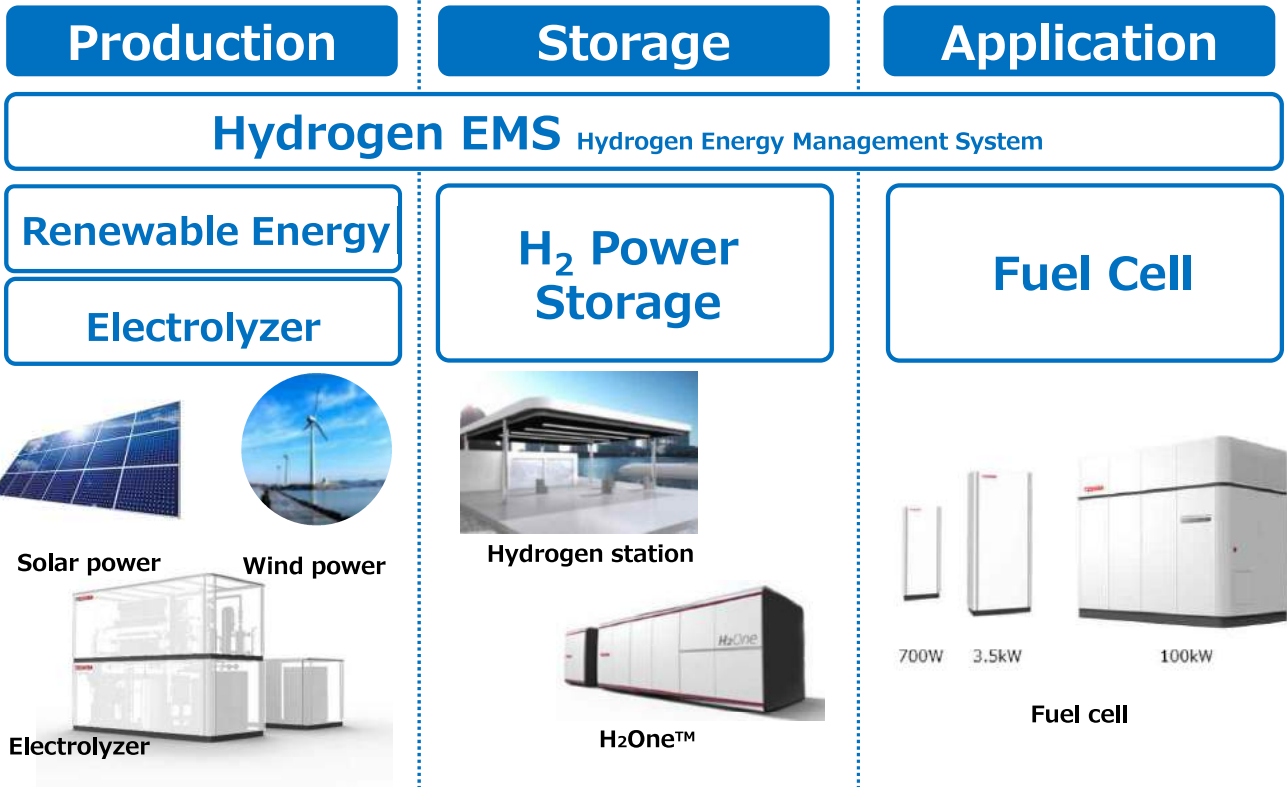 Production
Storage
Application
Hydrogen EMS Hydrogen Energy Management System
Renewable Energy
Electrolyzer
H₂ Power
Storage
Fuel Cell
Solar power
Wind power
Electrolyzer
Hydrogen station
H₂One
H₂One™
TOSHIBA
700W
3.5kW
100kW
Fuel cell